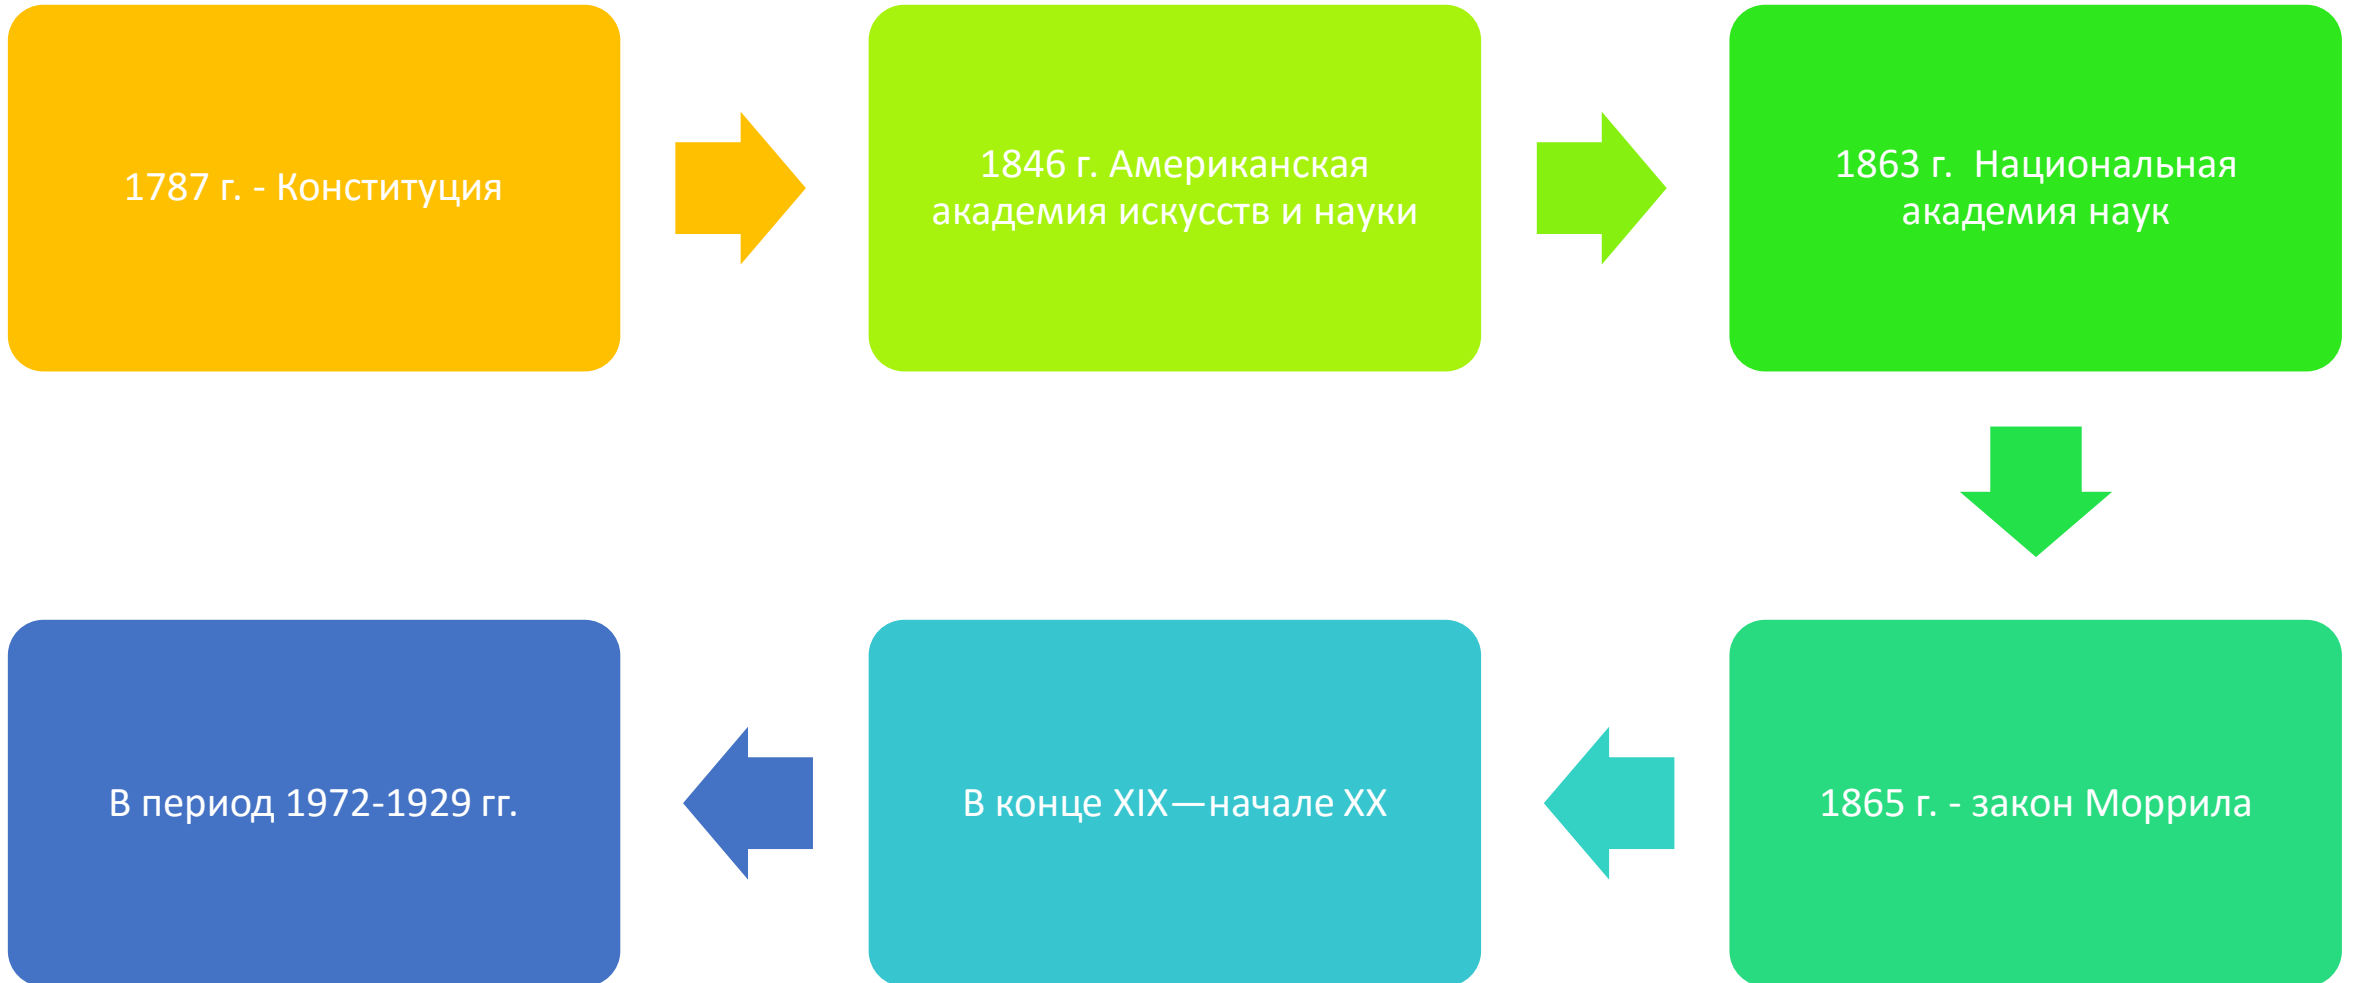 1787 г. - Конституция
1846 г. Американская
академия искусств и науки
1863 г.  Национальная
академия наук
1865 г. - закон Моррила
В конце XIX—начале XX
В период 1972-1929 гг.